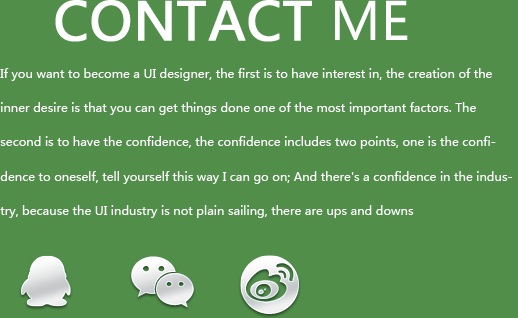 CONTACT ME
If you want to become a UI designer, the first is to have interest in, the creation of the
inner desire is that you can get things done one of the most important factors. The
second is to have the confidence, the confidence includes two points, one is the confi-
dence to oneself, tell yourself this way I can go on; And there's a confidence in the indus-
try, because the UI industry is not plain sailing, there are ups and downs